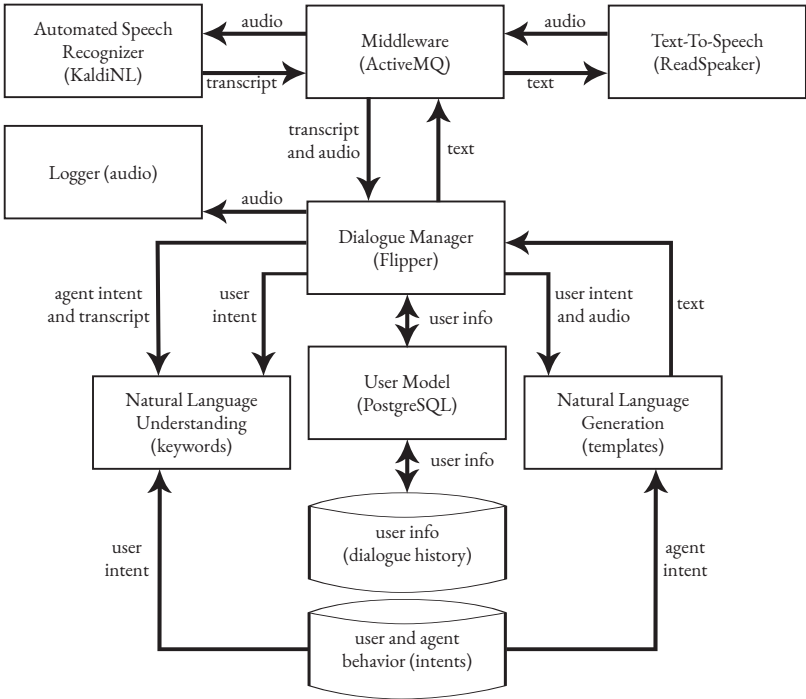 Automated Speech
Recognizer
(KaldiNL)
audio
transcript
Middleware
(ActiveMQ)
audio
text
Text-To-Speech
(ReadSpeaker)
transcript
and audio
text
Logger (audio)
audio
Dialogue Manager
(Flipper)
agent intent
and transcript
user
intent
user info
user intent
and audio
text
Natural Language
Understanding
(keywords)
User Model
(PostgreSQL)
Natural Language
Generation
(templates)
user info
user info
(dialogue history)
user
intent
agent
intent
user and agent
behavior (intents)